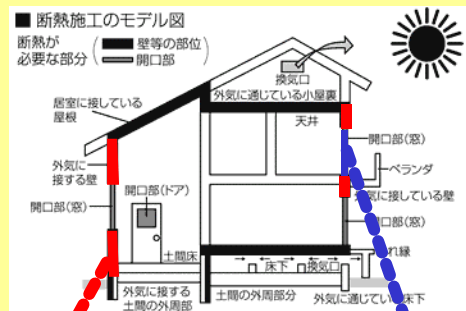 ■ 断熱施工のモデル図
断熱が
必要な部分
壁等の部位
開口部
換気口
居室に接している
屋根
外気に通じている小屋裏
天井
開口部(窓)
外気に
接する壁
ベランダ
開口部(ドア)
外気に接している壁
開口部(窓)
開口部(窓)
土間床
床下
換気口
ぬれ縁
外気に接する
土間の外周部
土間の外周部分
外気に通じている床下